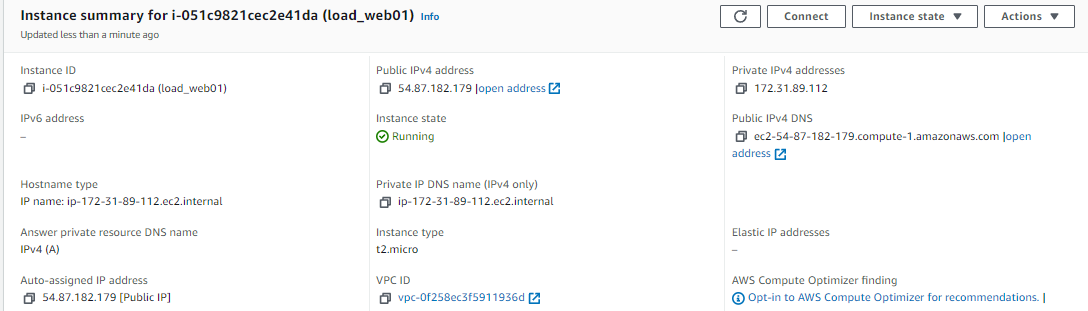 Instance summary for i-051c9821cec2e41da (load_web01) Info
Updated less than a minute ago
Connect
Instance state ▼
Actions ▼
Instance ID
i-051c9821cec2e41da (load_web01)
Public IPv4 address
54.87.182.179 |open address
Private IPv4 addresses
172.31.89.112
IPv6 address
–
Instance state
Running
Public IPv4 DNS
ec2-54-87-182-179.compute-1.amazonaws.com |open
address
Hostname type
IP name: ip-172-31-89-112.ec2.internal
Private IP DNS name (IPv4 only)
ip-172-31-89-112.ec2.internal
Answer private resource DNS name
IPv4 (A)
Instance type
t2.micro
Elastic IP addresses
–
Auto-assigned IP address
54.87.182.179 [Public IP]
VPC ID
vpc-0f258ec3f5911936d
AWS Compute Optimizer finding
Opt-in to AWS Compute Optimizer for recommendations. |